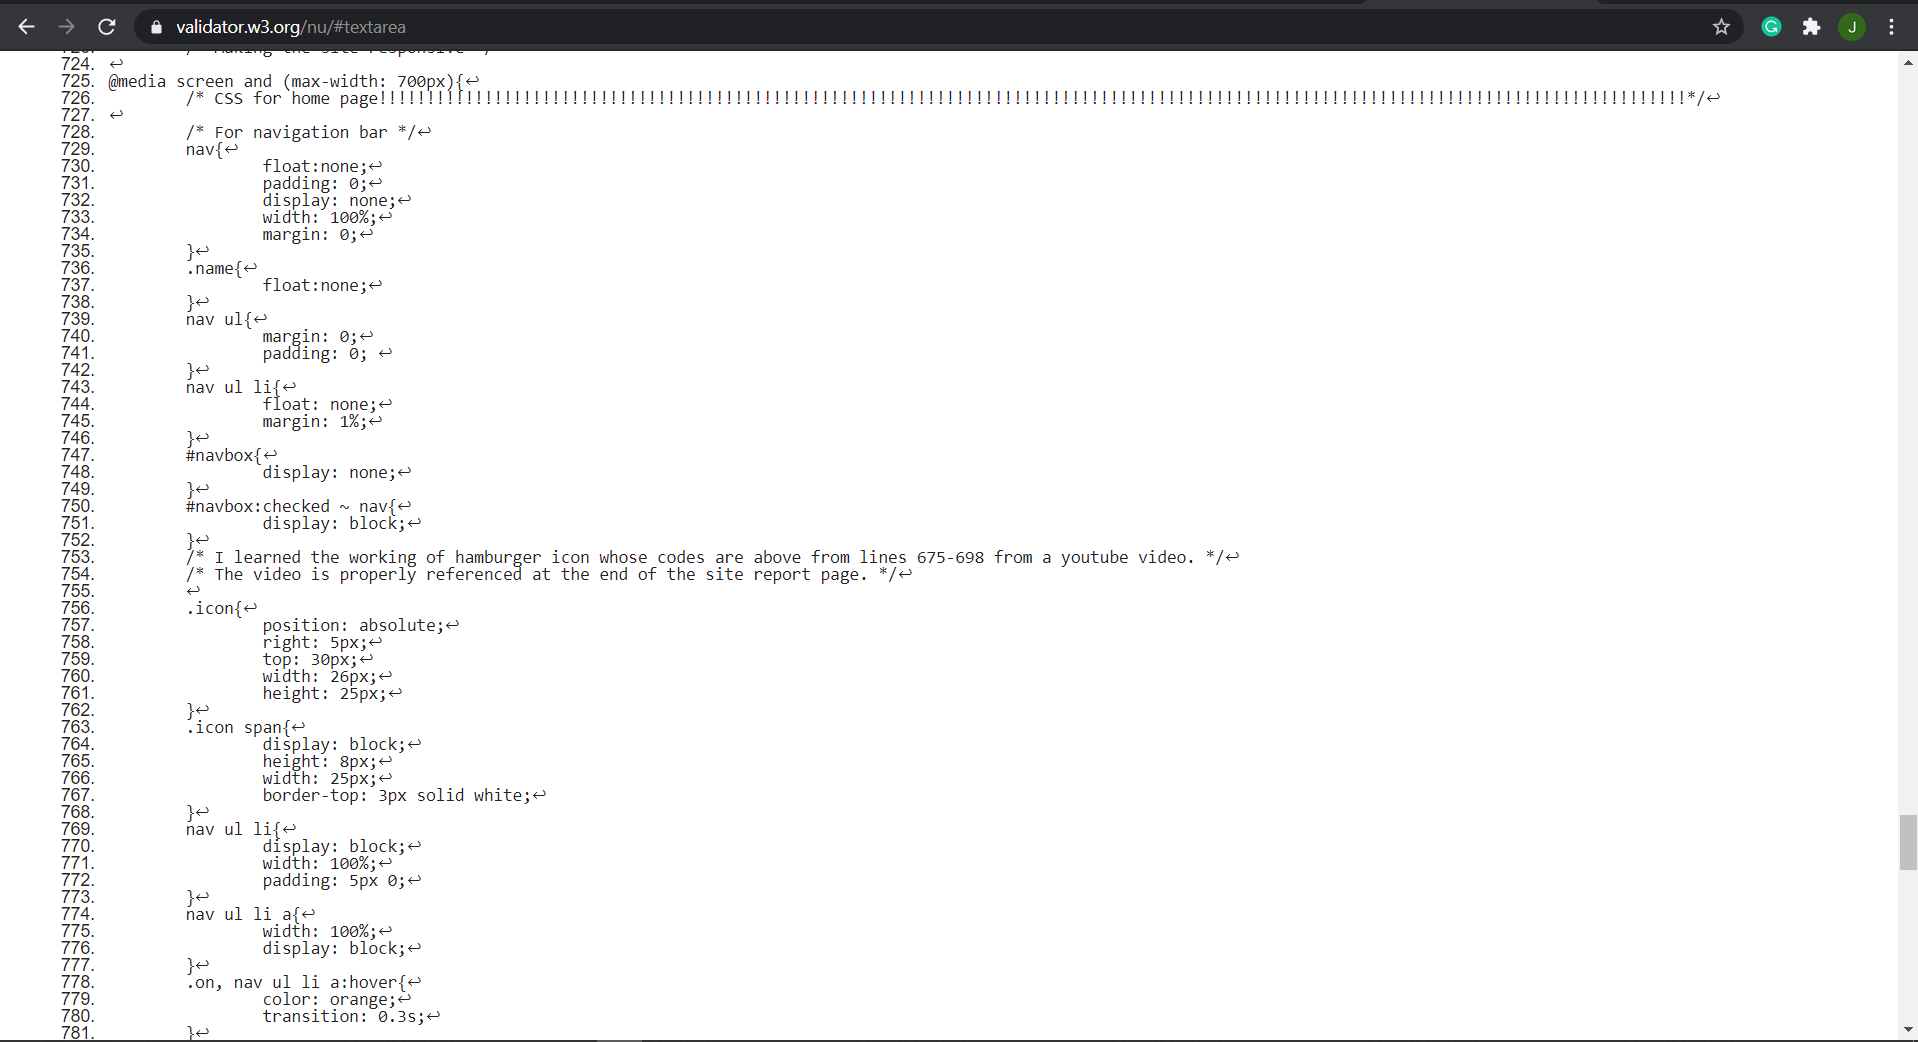 validator.w3.org/nu/#textarea
J
724. ↩
725. @media screen and (max-width: 700px){↩
726. /* CSS for home page!!!!!!!!!!!!!!!!!!!!!!!!!!!!!!!!!!!!!!!!!!!!!!!!!!!!!!!!!!!!!!!!!!!!!!!!!!!!!!!!!!!!!!!!!!!!!!!!!!!!!!!!!!!!!!!!!!!!!!!!!!!!!!!!!!!!!!!!*/↩
727. ↩
728. /* For navigation bar */↩
729. nav{↩
730. float:none;↩
731. padding: 0;↩
732. display: none;↩
733. width: 100%;↩
734. margin: 0;↩
735. }↩
736. .name{↩
737. float:none;↩
738. }↩
739. nav ul{↩
740. margin: 0;↩
741. padding: 0; ↩
742. }↩
743. nav ul li{↩
744. float: none;↩
745. margin: 1%;↩
746. }↩
747. #navbox{↩
748. display: none;↩
749. }↩
750. #navbox:checked ~ nav{↩
751. display: block;↩
752. }↩
753. /* I learned the working of hamburger icon whose codes are above from lines 675-698 from a youtube video. */↩
754. /* The video is properly referenced at the end of the site report page. */↩
755. ↩
756. .icon{↩
757. position: absolute;↩
758. right: 5px;↩
759. top: 30px;↩
760. width: 26px;↩
761. height: 25px;↩
762. }↩
763. .icon span{↩
764. display: block;↩
765. height: 8px;↩
766. width: 25px;↩
767. border-top: 3px solid white;↩
768. }↩
769. nav ul li{↩
770. display: block;↩
771. width: 100%;↩
772. padding: 5px 0;↩
773. }↩
774. nav ul li a{↩
775. width: 100%;↩
776. display: block;↩
777. }↩
778. .on, nav ul li a:hover{↩
779. color: orange;↩
780. transition: 0.3s;↩
781. }↩